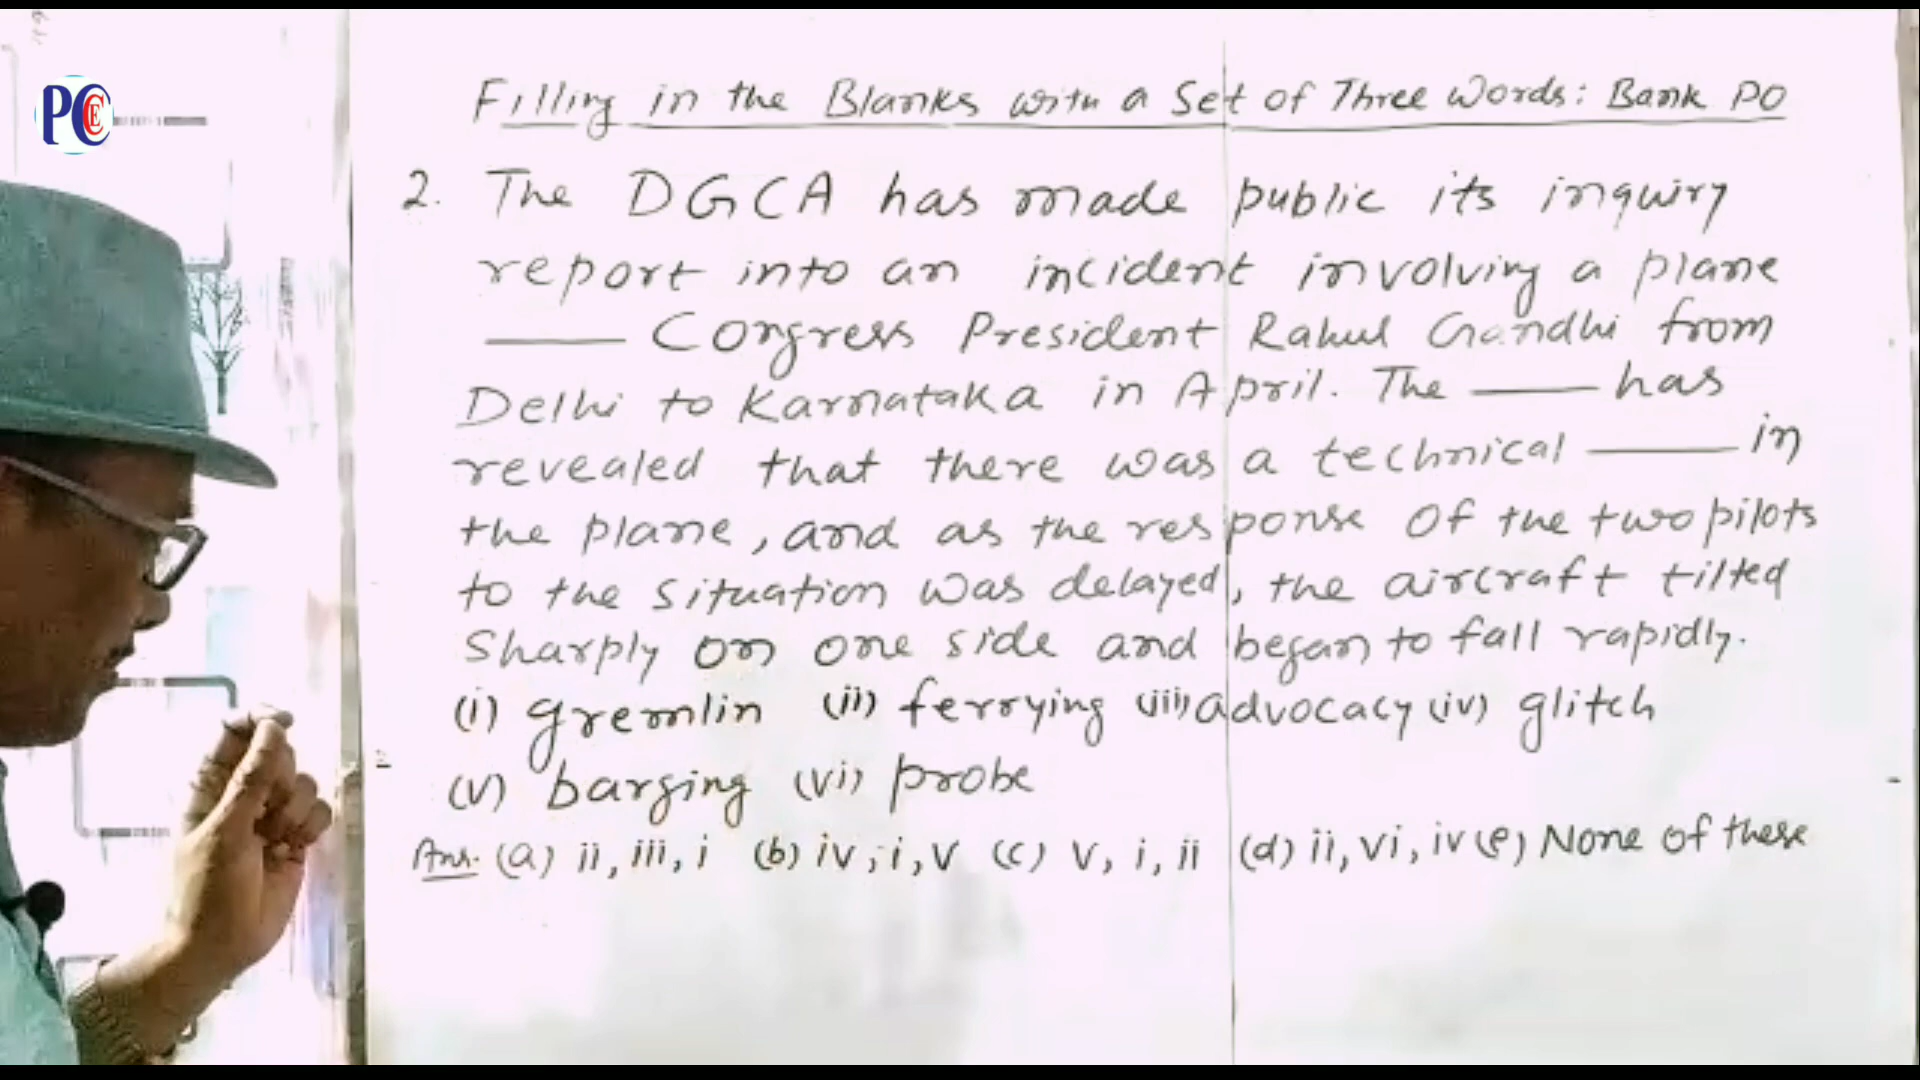 PCCE
Filling in the Blanks with a Set of Three Words: Bank PO
2. The DGCA has made public its inquiry
report into an incident involving a plane
——— Congress President Rahul Gandhi from
Delhi to Karnataka in April. The ——— has
revealed that there was a technical ——— in
the plane, and as the response of the two pilots
to the situation was delayed, the aircraft tilted
sharply on one side and began to fall rapidly.
(i) gremlin (ii) ferrying (iii) advocacy (iv) glitch
(v) barging (vi) probe
Ans. (a) ii, iii, i (b) iv, i, v (c) v, i, ii (d) ii, vi, iv (e) None of these